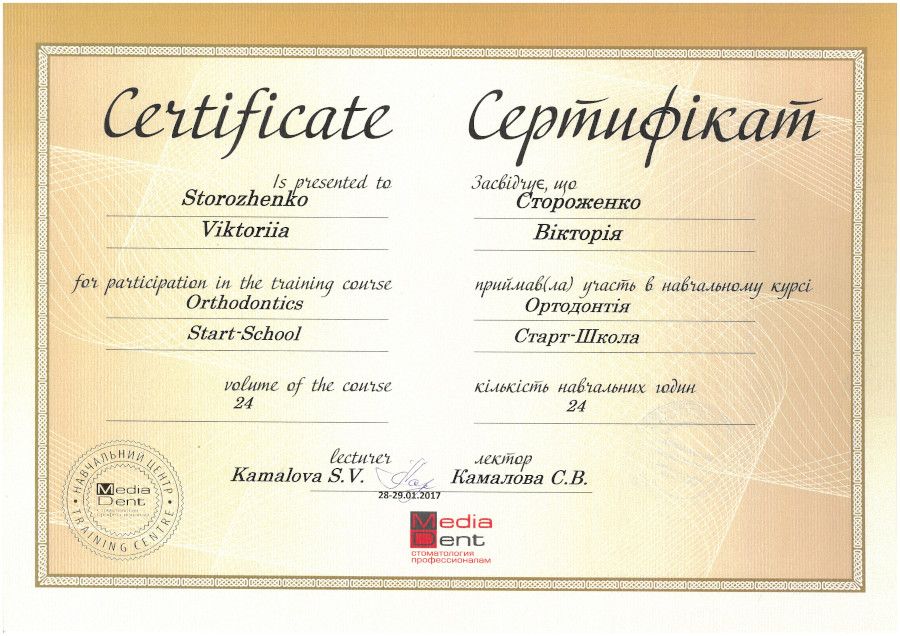 Certificate
Is presented to
Storozhenko
Viktoriia
for participation in the training course
Orthodontics
Start-School
volume of the course
24
lecturer
Kamalova S.V.
Сертифікат
Засвідчує, що
Стороженко
Вікторія
приймав(ла) участь в навчальному курсі
Ортодонтія
Старт-Школа
кількість навчальних годин
24
лектор
Камалова С.В.
28-29.01.2017
НАВЧАЛЬНИЙ ЦЕНТР
Media
Dent
TRAINING CENTRE
Media
Dent
стоматология
профессионалам